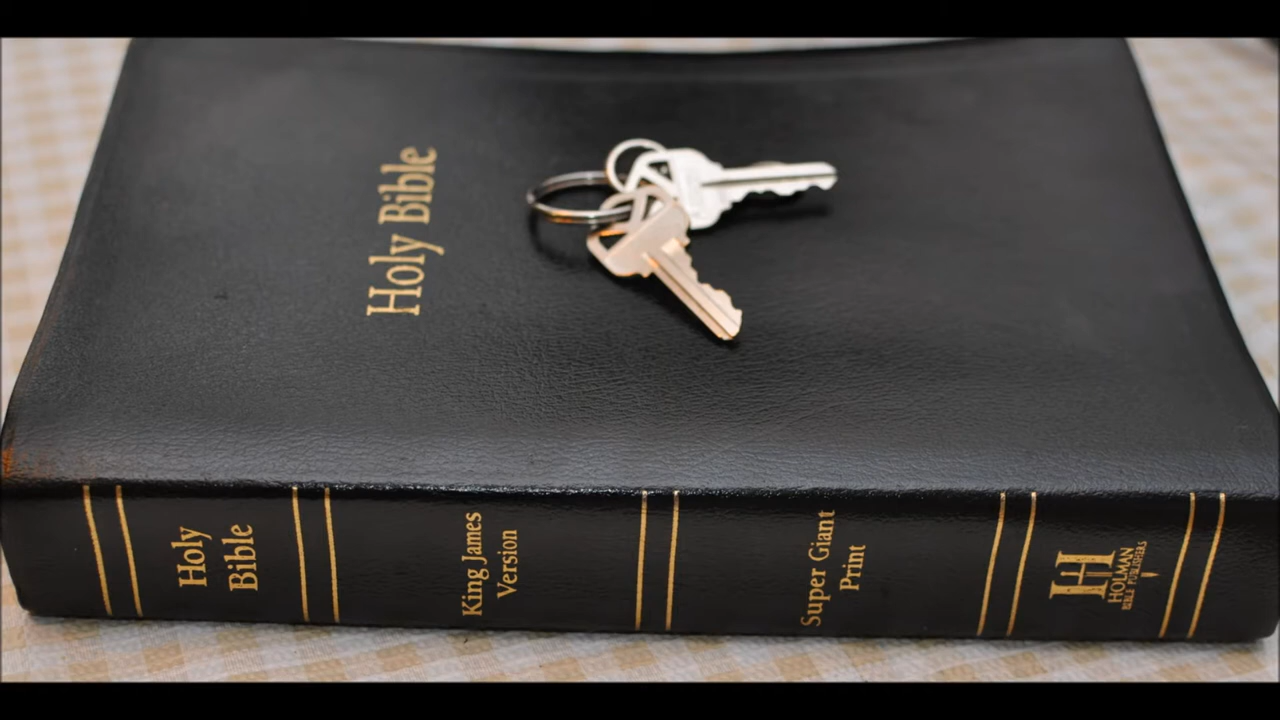 Holy Bible
Holy
Bible
King James
Version
Super Giant
Print
HOLMAN
BIBLE PUBLISHERS